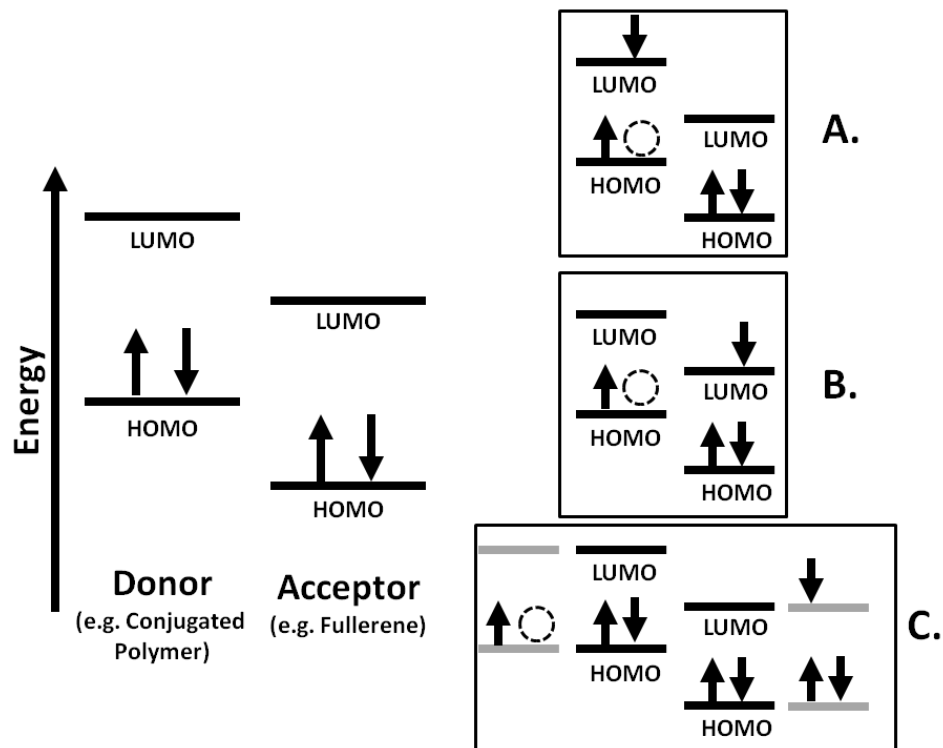 Energy
LUMO
HOMO
Donor
(e.g. Conjugated
Polymer)
LUMO
HOMO
Acceptor
(e.g. Fullerene)
LUMO
HOMO
LUMO
HOMO
A.
LUMO
HOMO
LUMO
HOMO
B.
LUMO
HOMO
LUMO
HOMO
C.